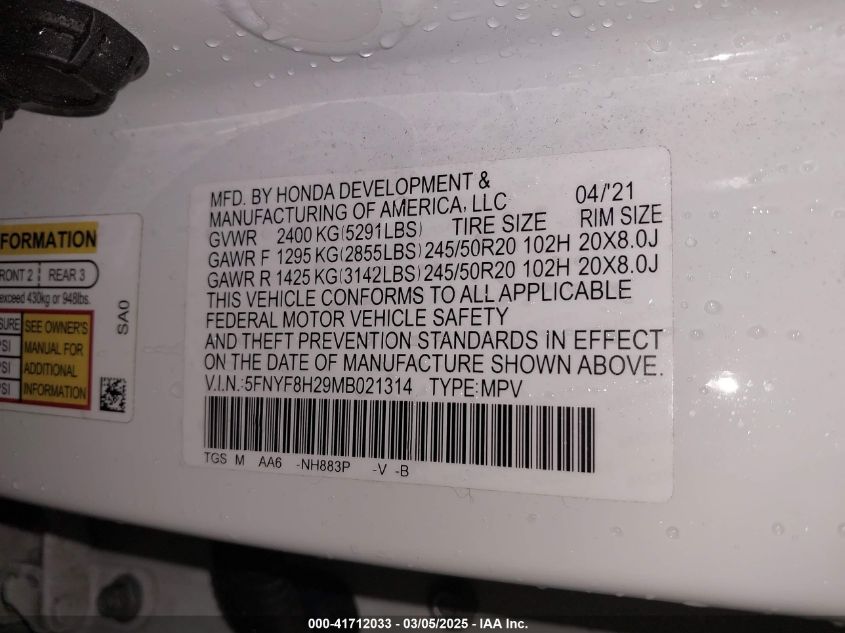 MFD. BY HONDA DEVELOPMENT &
MANUFACTURING OF AMERICA, LLC 04/'21
GVWR 2400 KG(5291LBS) TIRE SIZE RIM SIZE
GAWR F 1295 KG(2855LBS) 245/50R20 102H 20X8.0J
GAWR R 1425 KG(3142LBS) 245/50R20 102H 20X8.0J
THIS VEHICLE CONFORMS TO ALL APPLICABLE
FEDERAL MOTOR VEHICLE SAFETY
AND THEFT PREVENTION STANDARDS IN EFFECT
ON THE DATE OF MANUFACTURE SHOWN ABOVE.
V.I.N.:5FNYF8H29MB021314 TYPE:MPV
TGS M AA6 -NH883P -V -B
FORMATION
FRONT 2 REAR 3
exceed 430kg or 948lbs.
SEE OWNER'S
MANUAL FOR
ADDITIONAL
INFORMATION
SA0
000-41712033 - 03/05/2025 - IAA Inc.